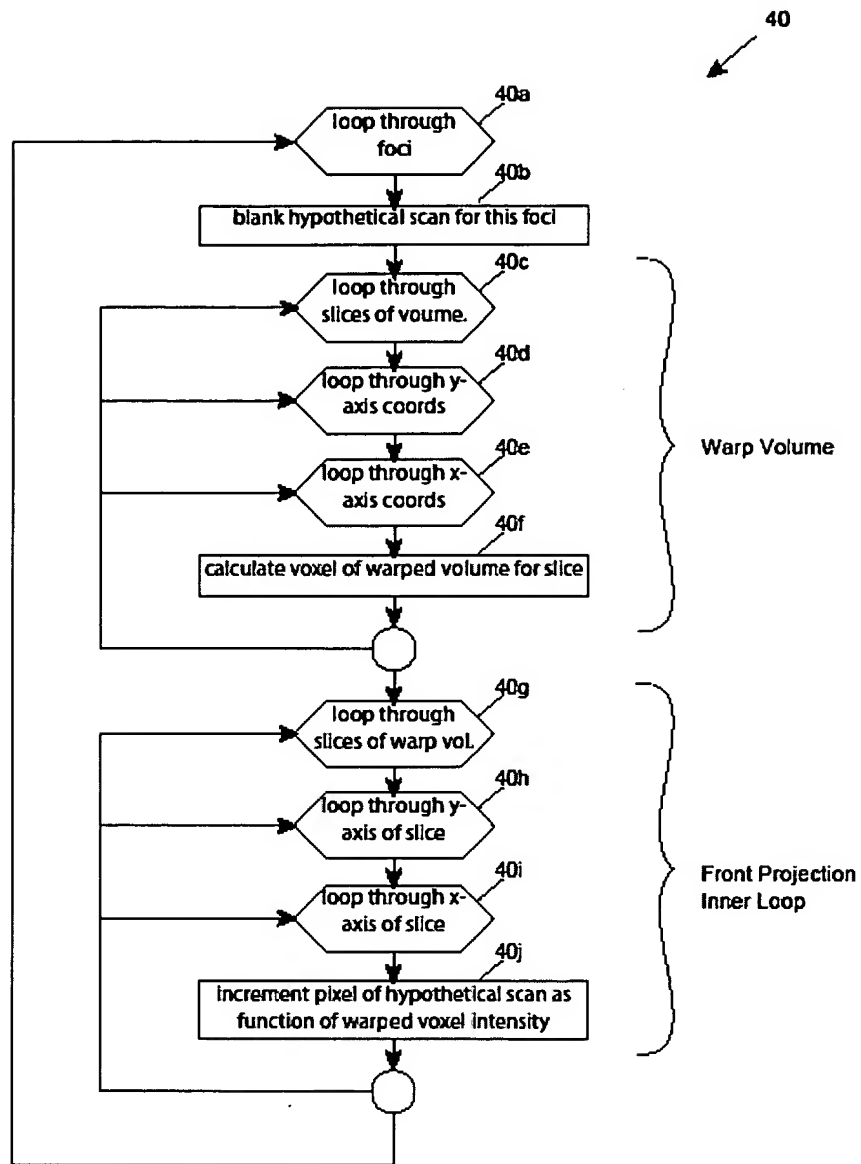 40
40a
loop through
foci
40b
blank hypothetical scan for this foci
40c
loop through
slices of voume.
40d
loop through y-
axis coords
40e
loop through x-
axis coords
40f
calculate voxel of warped volume for slice
Warp Volume
40g
loop through
slices of warp vol.
40h
loop through y-
axis of slice
40i
loop through x-
axis of slice
40j
increment pixel of hypothetical scan as
function of warped voxel intensity
Front Projection
Inner Loop